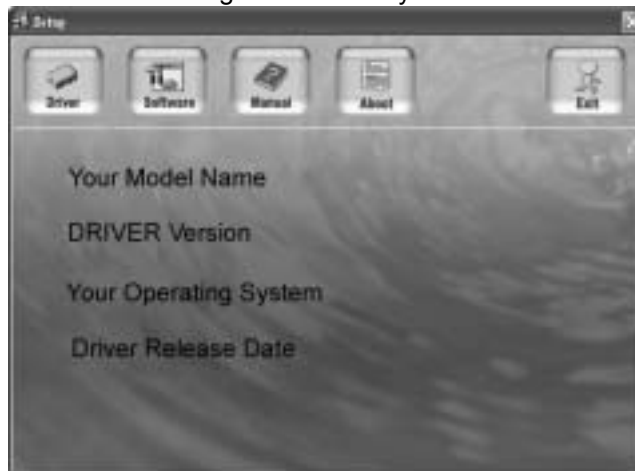 Setup
Driver Software Manual About Exit
Your Model Name
DRIVER Version
Your Operating System
Driver Release Date